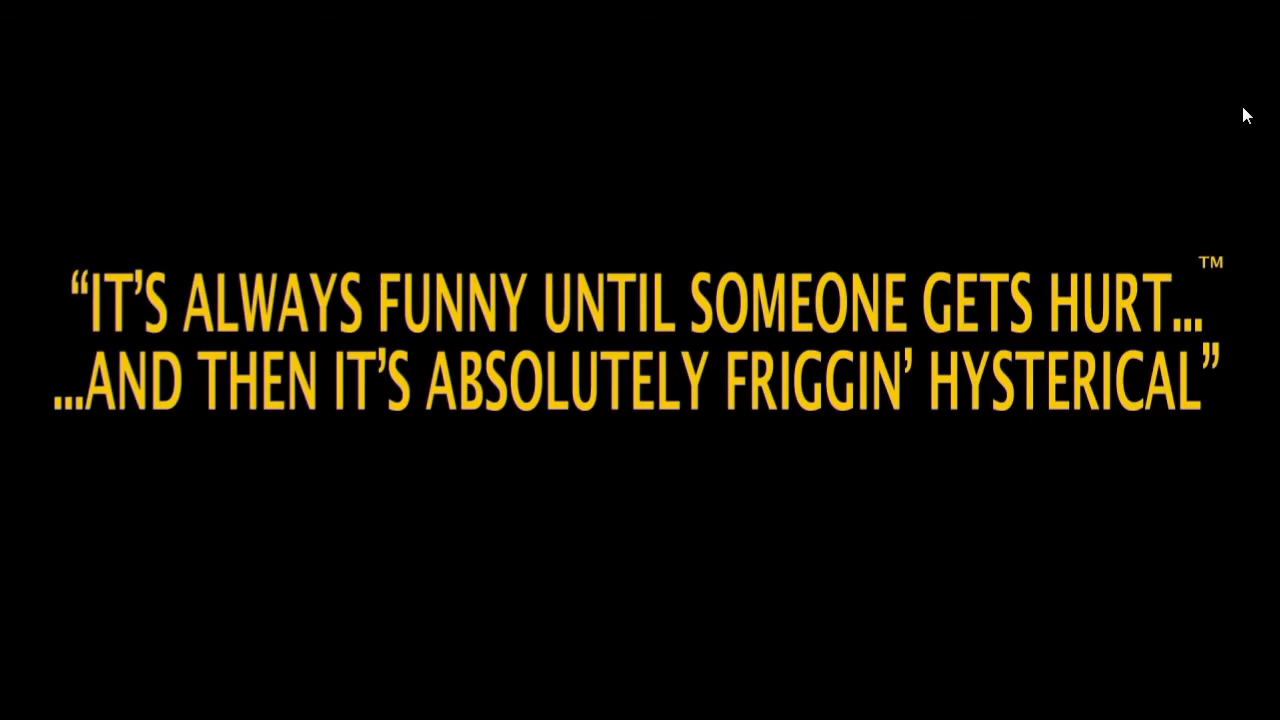 “IT’S ALWAYS FUNNY UNTIL SOMEONE GETS HURT...™
...AND THEN IT’S ABSOLUTELY FRIGGIN’ HYSTERICAL”